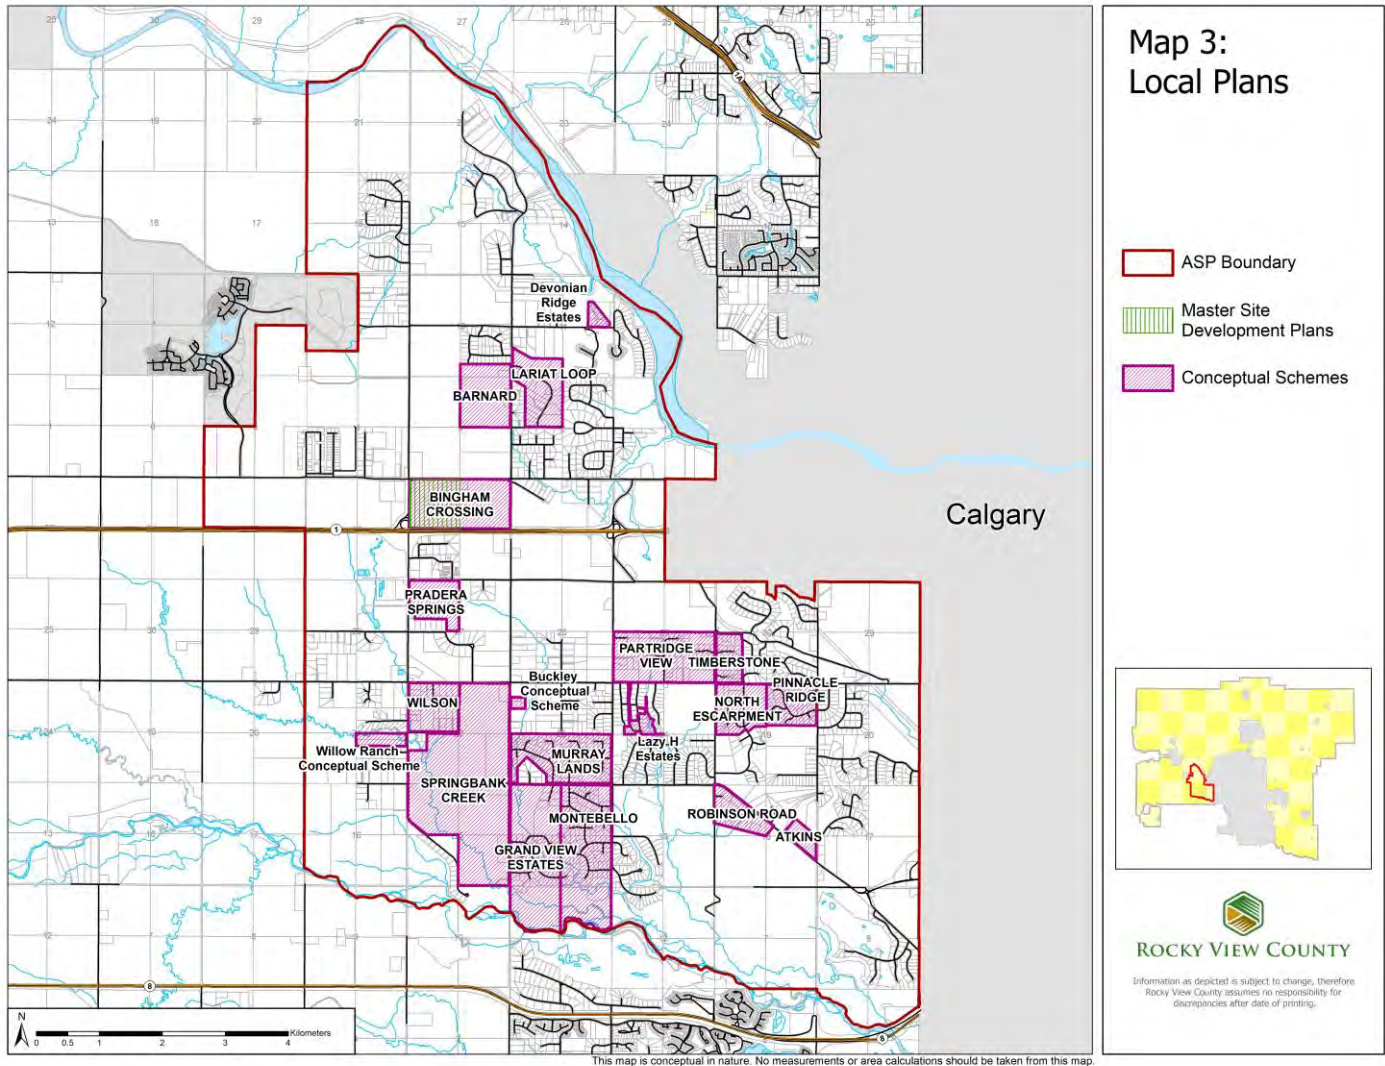 Map 3:
Local Plans
ASP Boundary
Master Site
Development Plans
Conceptual Schemes
Devonian
Ridge
Estates
LARIAT LOOP
BARNARD
BINGHAM
CROSSING
Calgary
1A
1
PRADERA
SPRINGS
PARTRIDGE
VIEW
TIMBERSTONE
PINNACLE
RIDGE
Buckley
Conceptual
Scheme
WILSON
NORTH
ESCARPMENT
Willow Ranch
Conceptual Scheme
MURRAY
LANDS
Lazy H
Estates
SPRINGBANK
CREEK
MONTEBELLO
ROBINSON ROAD
ATKINS
GRAND VIEW
ESTATES
8
8
N
0 0.5 1 2 3 4 Kilometers
ROCKY VIEW COUNTY
Information as depicted is subject to change, therefore
Rocky View County assumes no responsibility for
discrepancies after date of printing.
This map is conceptual in nature. No measurements or area calculations should be taken from this map.